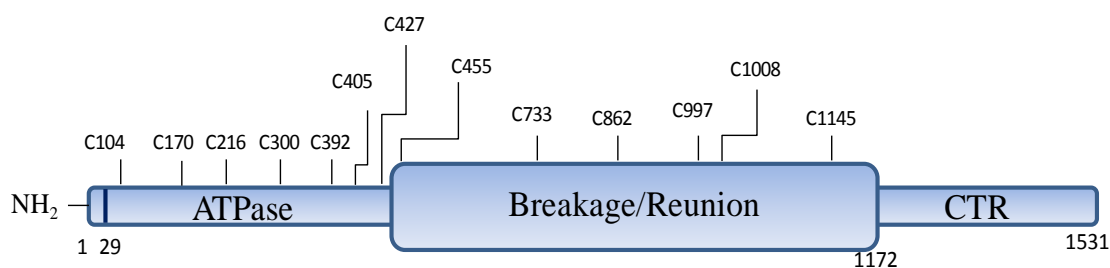 C427
C405
C455
C1008
C104
C170
C216
C300
C392
C733
C862
C997
C1145
NH₂
ATPase
Breakage/Reunion
CTR
1
29
1172
1531